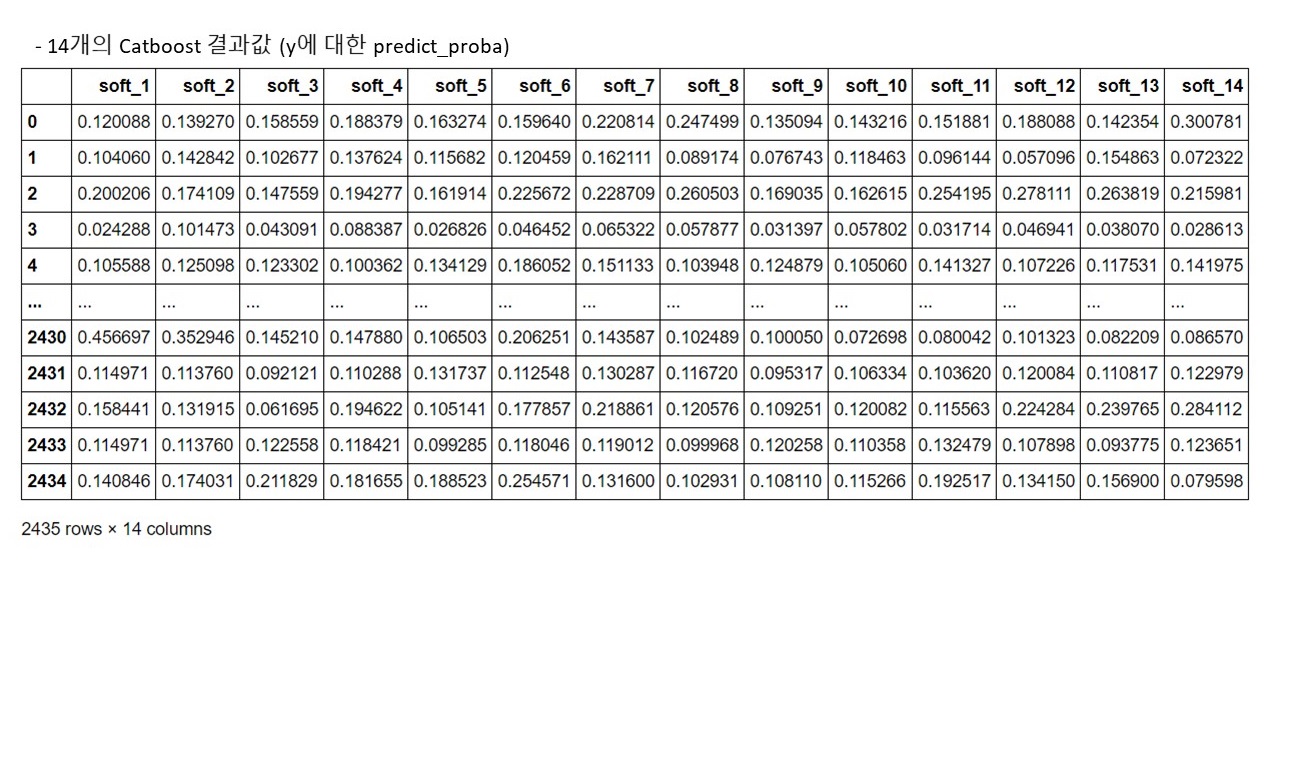 - 14개의 Catboost 결과값 (y에 대한 predict_proba)
soft_1 soft_2 soft_3 soft_4 soft_5 soft_6 soft_7 soft_8 soft_9 soft_10 soft_11 soft_12 soft_13 soft_14
0 0.120088 0.139270 0.158559 0.188379 0.163274 0.159640 0.220814 0.247499 0.135094 0.143216 0.151881 0.188088 0.142354 0.300781
1 0.104060 0.142842 0.102677 0.137624 0.115682 0.120459 0.162111 0.089174 0.076743 0.118463 0.096144 0.057096 0.154863 0.072322
2 0.200206 0.174109 0.147559 0.194277 0.161914 0.225672 0.228709 0.260503 0.169035 0.162615 0.254195 0.278111 0.263819 0.215981
3 0.024288 0.101473 0.043091 0.088387 0.026826 0.046452 0.065322 0.057877 0.031397 0.057802 0.031714 0.046941 0.038070 0.028613
4 0.105588 0.125098 0.123302 0.100362 0.134129 0.186052 0.151133 0.103948 0.124879 0.105060 0.141327 0.107226 0.117531 0.141975
... ... ... ... ... ... ... ... ... ... ... ... ... ... ...
2430 0.456697 0.352946 0.145210 0.147880 0.106503 0.206251 0.143587 0.102489 0.100050 0.072698 0.080042 0.101323 0.082209 0.086570
2431 0.114971 0.113760 0.092121 0.110288 0.131737 0.112548 0.130287 0.116720 0.095317 0.106334 0.103620 0.120084 0.110817 0.122979
2432 0.158441 0.131915 0.061695 0.194622 0.105141 0.177857 0.218861 0.120576 0.109251 0.120082 0.115563 0.224284 0.239765 0.284112
2433 0.114971 0.113760 0.122558 0.118421 0.099285 0.118046 0.119012 0.099968 0.120258 0.110358 0.132479 0.107898 0.093775 0.123651
2434 0.140846 0.174031 0.211829 0.181655 0.188523 0.254571 0.131600 0.102931 0.108110 0.115266 0.192517 0.134150 0.156900 0.079598
2435 rows × 14 columns